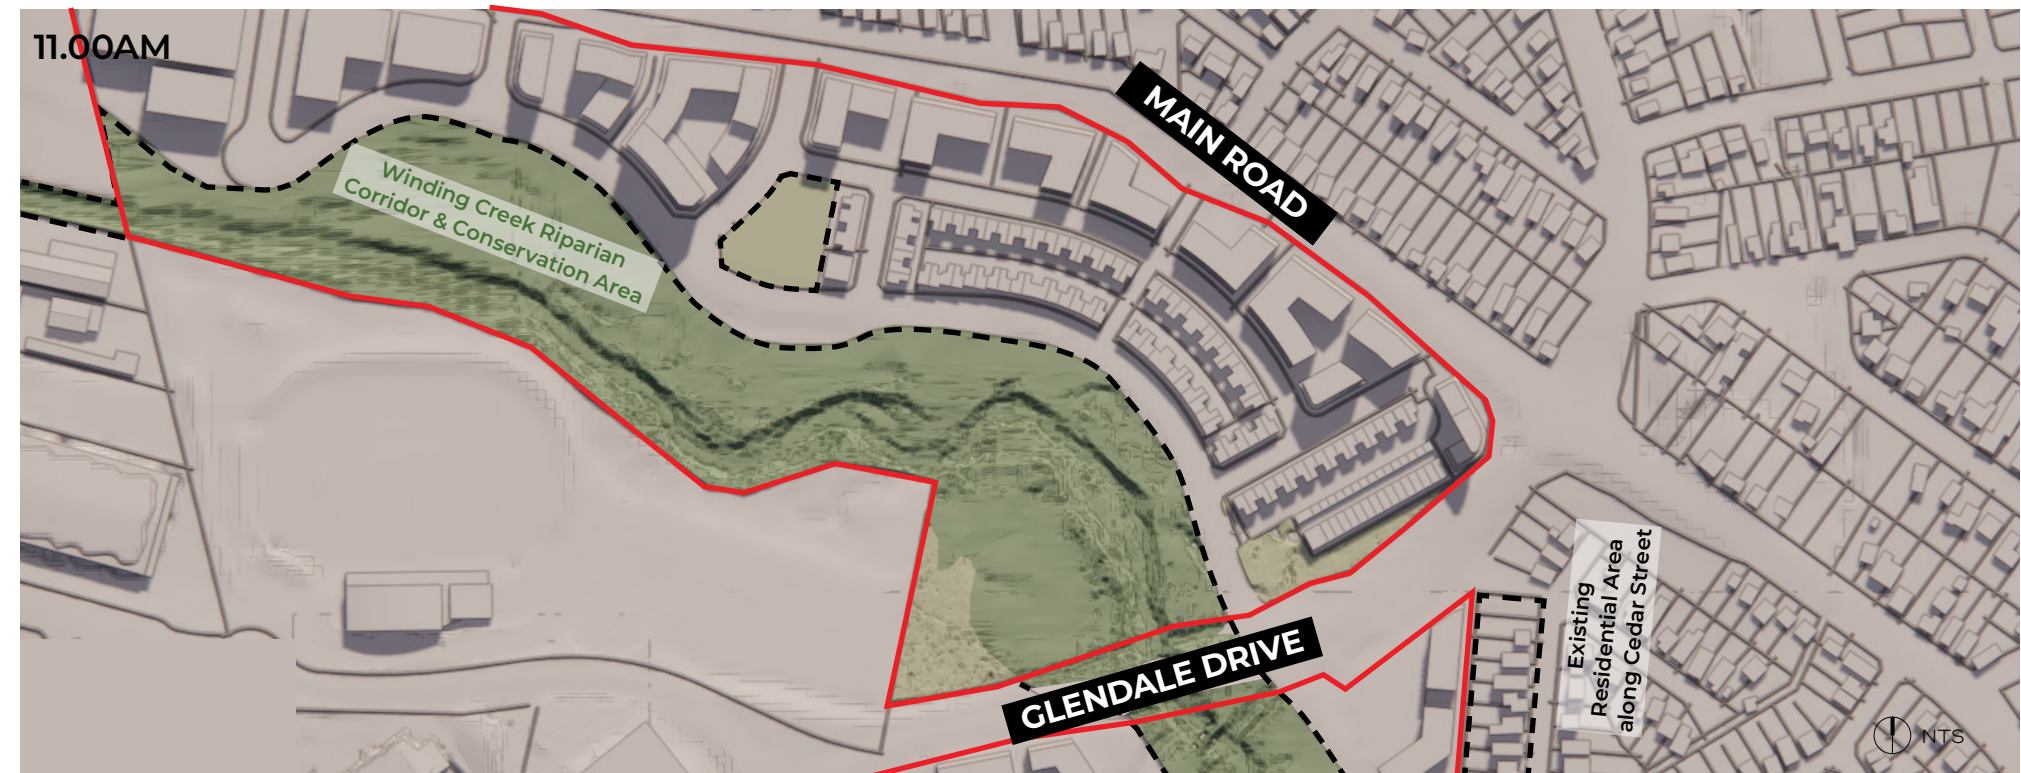 11.00AM
MAIN ROAD
Winding Creek Riparian
Corridor & Conservation Area
GLENDALE DRIVE
Existing
Residential Area
along Cedar Street
NTS